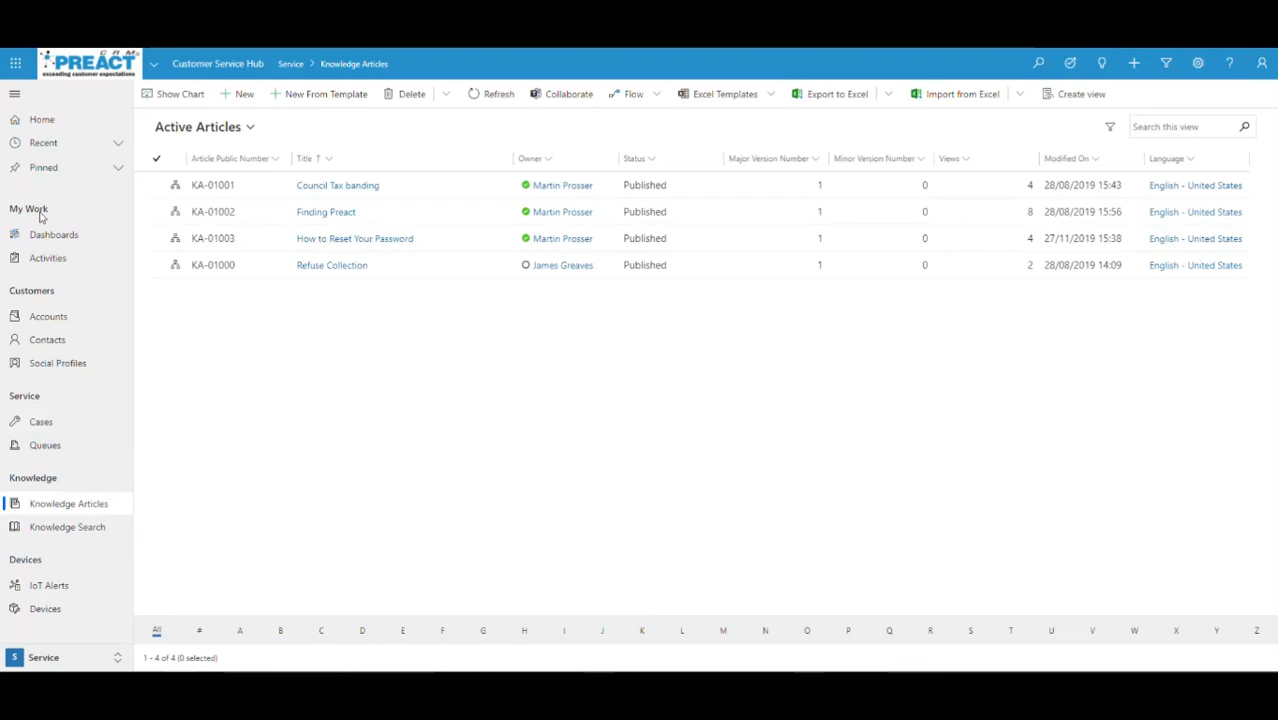 CRM
PREACT
exceeding customer expectations
Customer Service Hub Service > Knowledge Articles
Show Chart New New From Template Delete Refresh Collaborate Flow Excel Templates Export to Excel Import from Excel Create view
Home
Recent
Pinned
My Work
Dashboards
Activities
Customers
Accounts
Contacts
Social Profiles
Service
Cases
Queues
Knowledge
Knowledge Articles
Knowledge Search
Devices
IoT Alerts
Devices
S Service
Active Articles
Search this view
Article Public Number Title ↑ Owner Status Major Version Number Minor Version Number Views Modified On Language
KA-01001 Council Tax banding Martin Prosser Published 1 0 4 28/08/2019 15:43 English - United States
KA-01002 Finding Preact Martin Prosser Published 1 0 8 28/08/2019 15:56 English - United States
KA-01003 How to Reset Your Password Martin Prosser Published 1 0 4 27/11/2019 15:38 English - United States
KA-01000 Refuse Collection James Greaves Published 1 0 2 28/08/2019 14:09 English - United States
All # A B C D E F G H I J K L M N O P Q R S T U V W X Y Z
1 - 4 of 4 (0 selected)